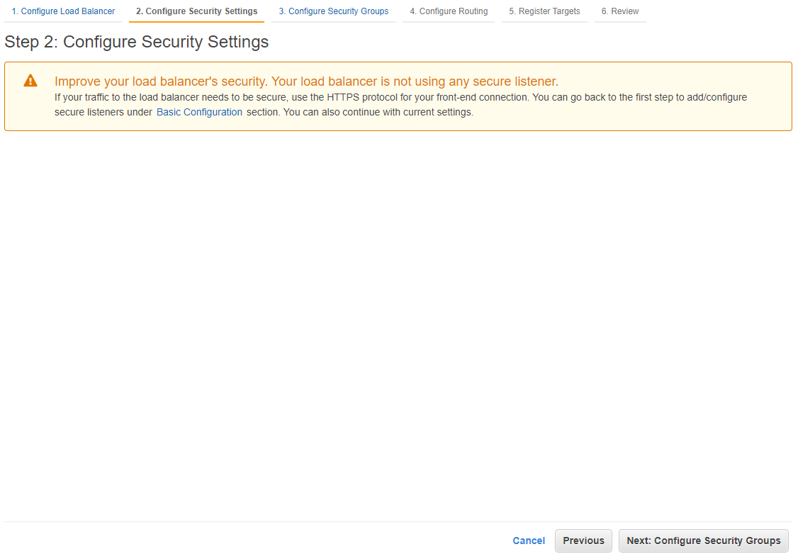 1. Configure Load Balancer 2. Configure Security Settings 3. Configure Security Groups 4. Configure Routing 5. Register Targets 6. Review
Step 2: Configure Security Settings
Improve your load balancer's security. Your load balancer is not using any secure listener.
If your traffic to the load balancer needs to be secure, use the HTTPS protocol for your front-end connection. You can go back to the first step to add/configure
secure listeners under Basic Configuration section. You can also continue with current settings.
Cancel Previous Next: Configure Security Groups